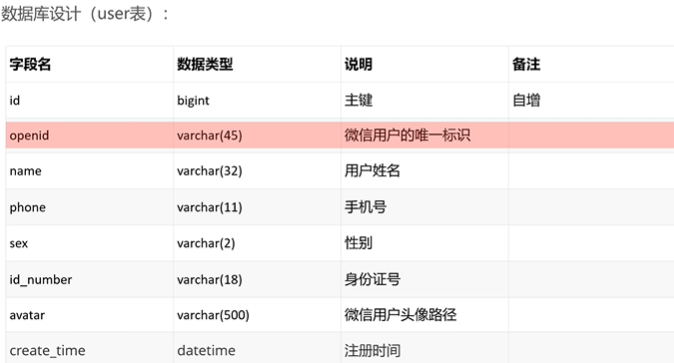 数据库设计（user表）：
字段名 数据类型 说明 备注
id bigint 主键 自增
openid varchar(45) 微信用户的唯一标识
name varchar(32) 用户姓名
phone varchar(11) 手机号
sex varchar(2) 性别
id_number varchar(18) 身份证号
avatar varchar(500) 微信用户头像路径
create_time datetime 注册时间